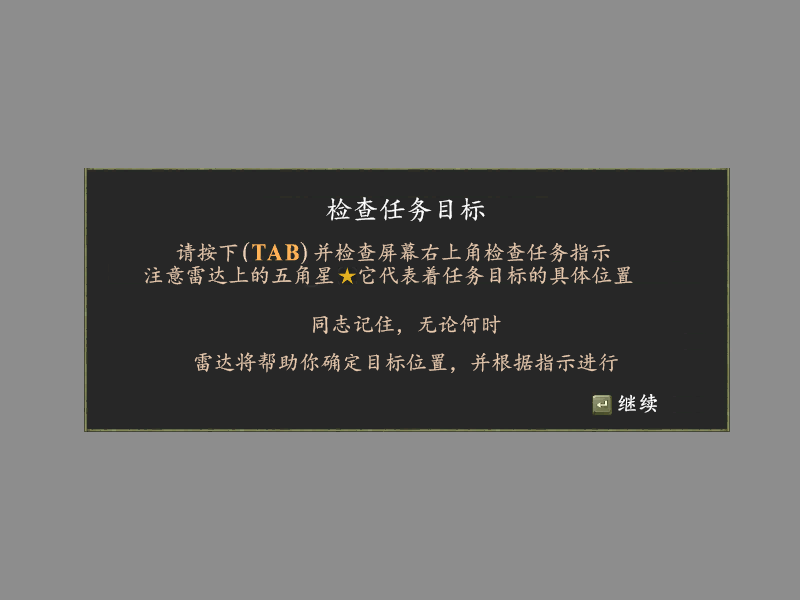 检查任务目标
请按下(TAB)并检查屏幕右上角检查任务指示
注意雷达上的五角星★它代表着任务目标的具体位置
同志记住，无论何时
雷达将帮助你确定目标位置，并根据指示进行
继续